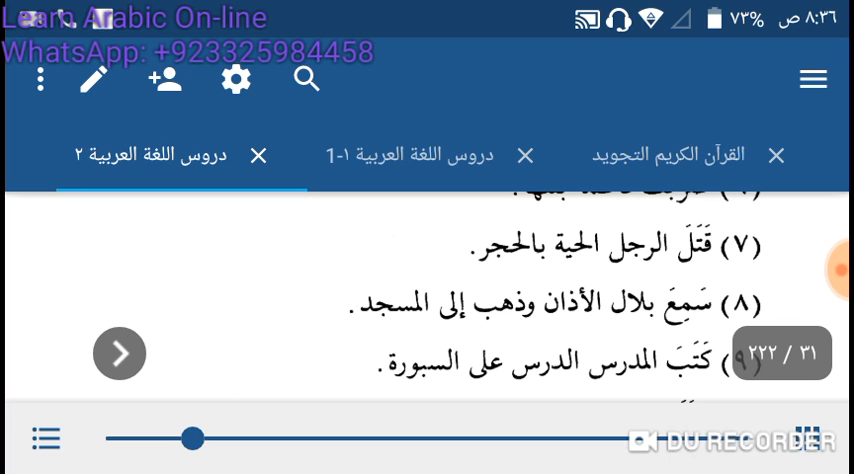 Learn Arabic On-line
٨:٣٦ ص ٧٣%
WhatsApp: +923325984458
القرآن الكريم التجويد
دروس اللغة العربية ١-1
دروس اللغة العربية ٢
(٧) قَتَلَ الرجل الحية بالحجر.
(٨) سَمِعَ بلال الأذان وذهب إلى المسجد.
(٩) كَتَبَ المدرس الدرس على السبورة.
٣١ / ٢٢٢
DU RECORDER